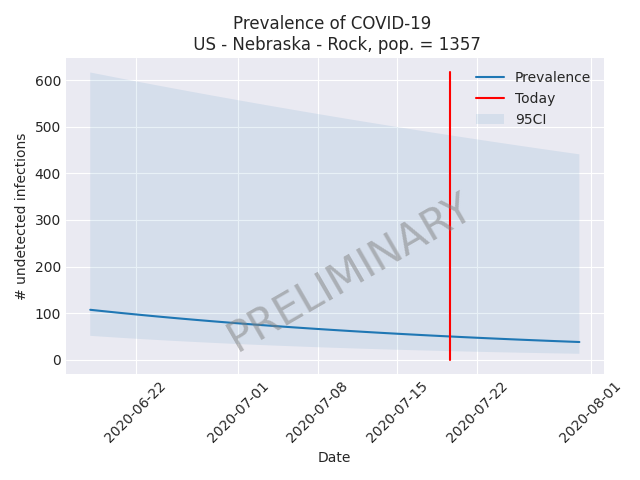 Prevalence of COVID-19
US - Nebraska - Rock, pop. = 1357
Prevalence
Today
95CI
# undetected infections
600
500
400
300
200
100
0
PRELIMINARY
2020-06-22
2020-07-01
2020-07-08
2020-07-15
2020-07-22
2020-08-01
Date